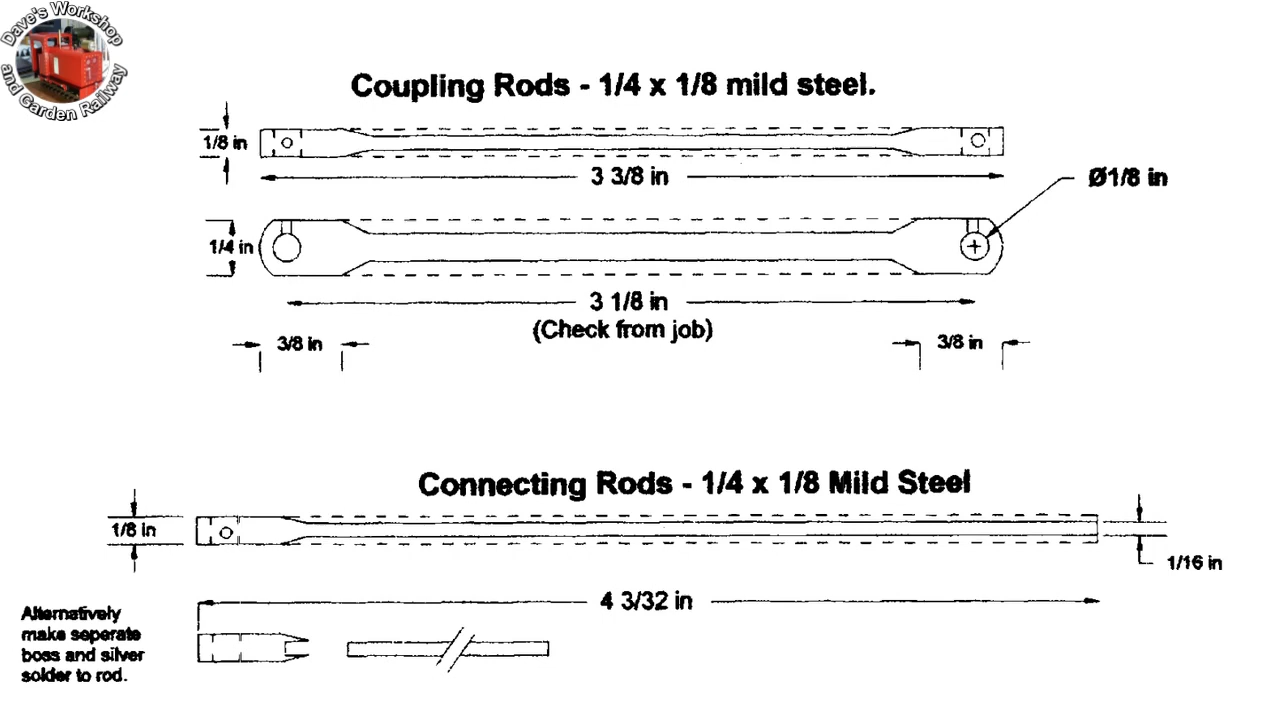 Dave's Workshop
and Garden Railway
Coupling Rods - 1/4 x 1/8 mild steel.
1/8 in
3 3/8 in
Ø1/8 in
1/4 in
3 1/8 in
(Check from job)
3/8 in
3/8 in
Connecting Rods - 1/4 x 1/8 Mild Steel
1/8 in
1/16 in
4 3/32 in
Alternatively
make seperate
boss and silver
solder to rod.